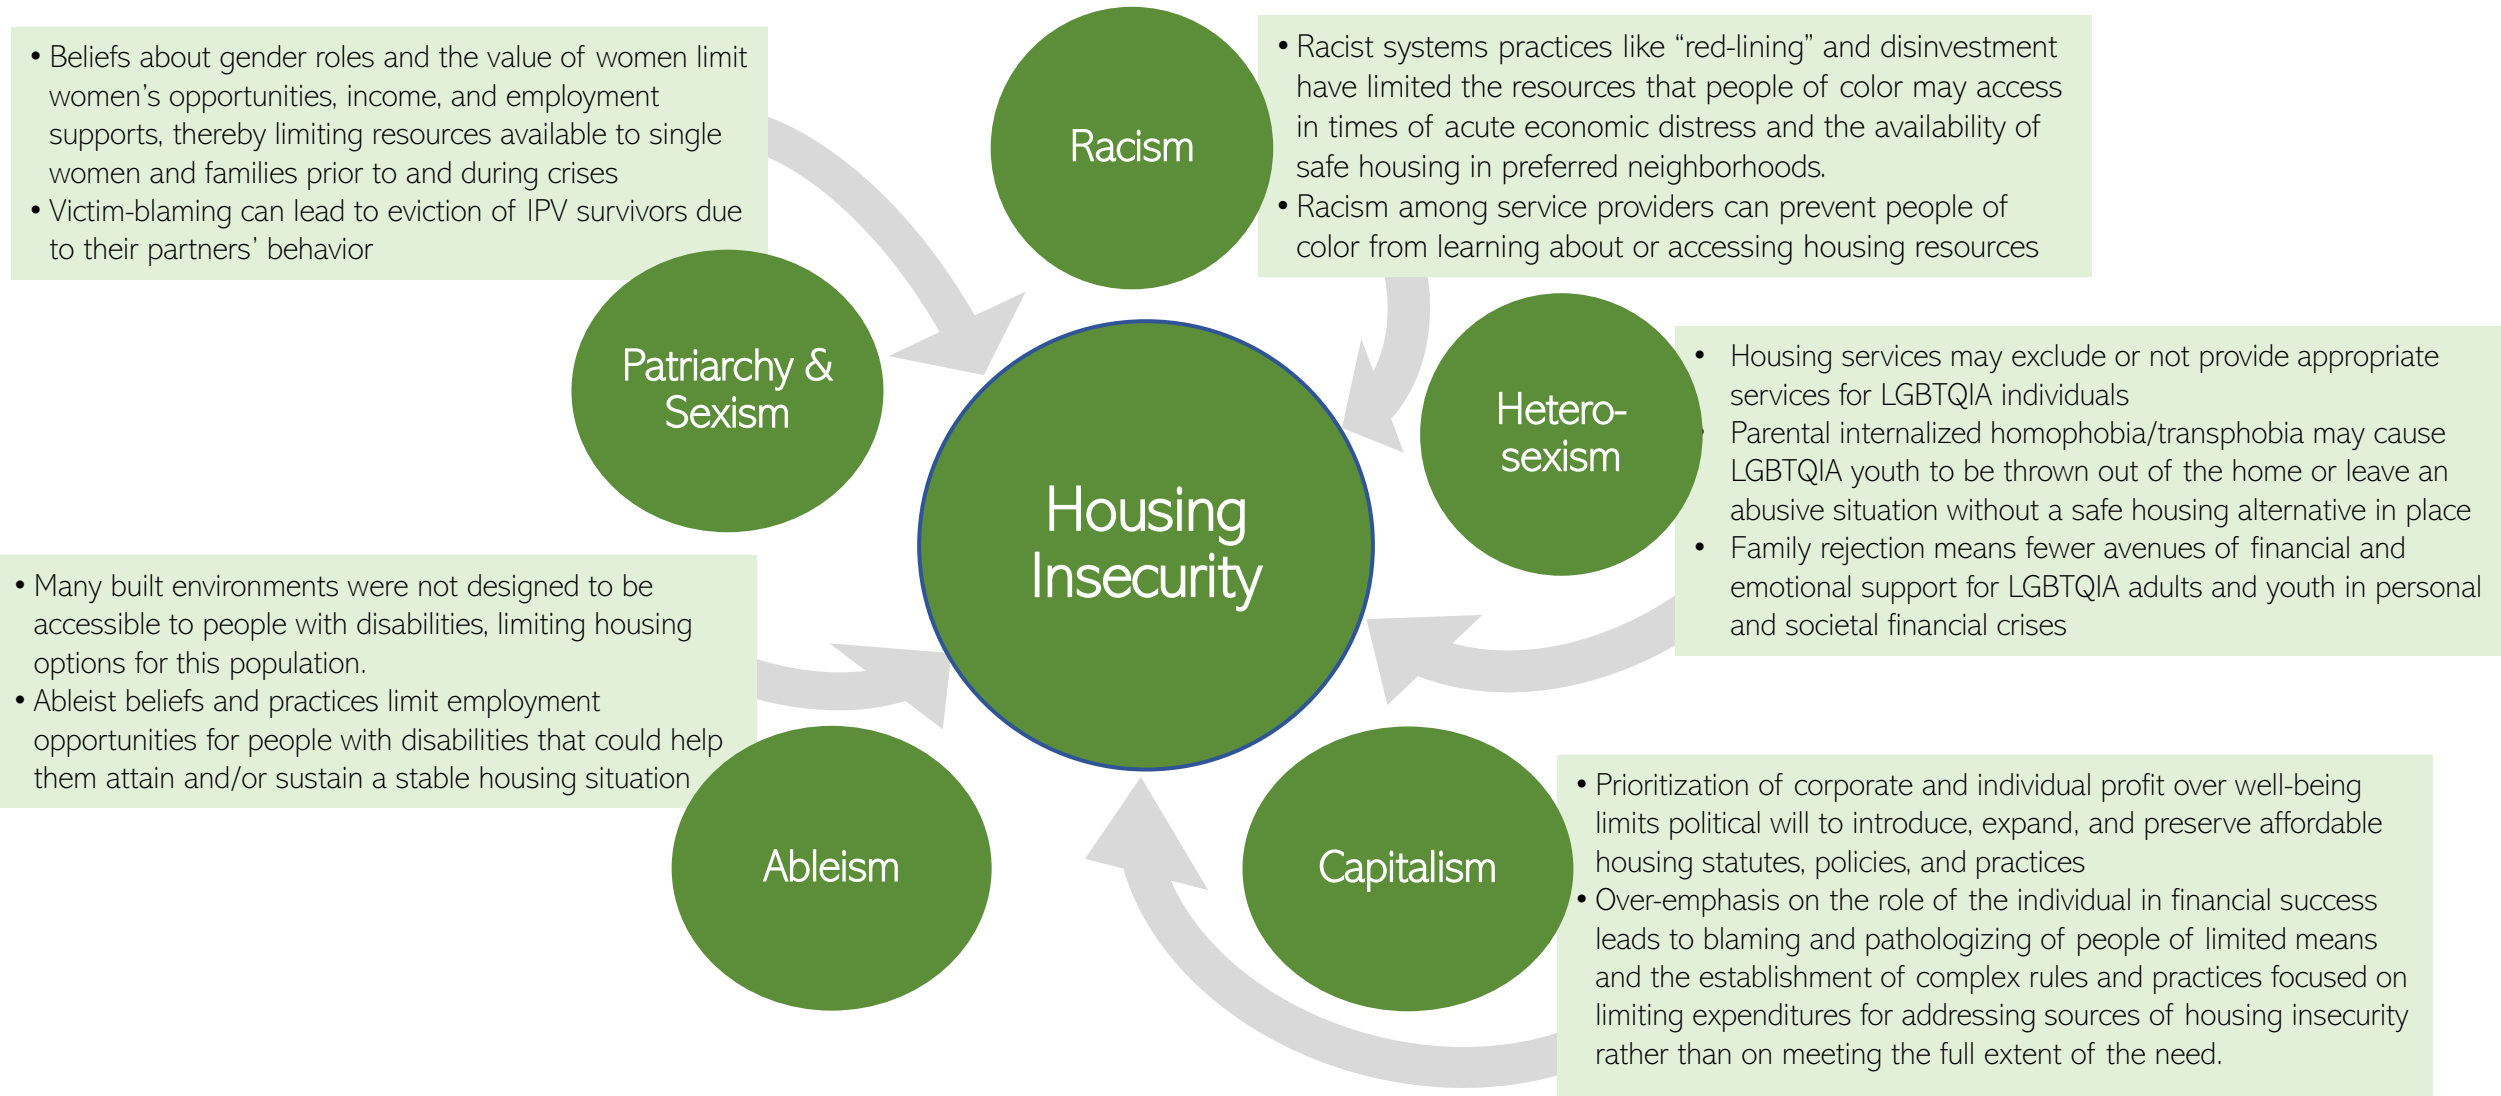 • Beliefs about gender roles and the value of women limit
women's opportunities, income, and employment
supports, thereby limiting resources available to single
women and families prior to and during crises
• Victim-blaming can lead to eviction of IPV survivors due
to their partners' behavior
Patriarchy &
Sexism
Racism
• Racist systems practices like “red-lining” and disinvestment
have limited the resources that people of color may access
in times of acute economic distress and the availability of
safe housing in preferred neighborhoods.
• Racism among service providers can prevent people of
color from learning about or accessing housing resources
Hetero-
sexism
• Housing services may exclude or not provide appropriate
services for LGBTQIA individuals
• Parental internalized homophobia/transphobia may cause
LGBTQIA youth to be thrown out of the home or leave an
abusive situation without a safe housing alternative in place
• Family rejection means fewer avenues of financial and
emotional support for LGBTQIA adults and youth in personal
and societal financial crises
Housing
Insecurity
• Many built environments were not designed to be
accessible to people with disabilities, limiting housing
options for this population.
• Ableist beliefs and practices limit employment
opportunities for people with disabilities that could help
them attain and/or sustain a stable housing situation
Ableism
Capitalism
• Prioritization of corporate and individual profit over well-being
limits political will to introduce, expand, and preserve affordable
housing statutes, policies, and practices
• Over-emphasis on the role of the individual in financial success
leads to blaming and pathologizing of people of limited means
and the establishment of complex rules and practices focused on
limiting expenditures for addressing sources of housing insecurity
rather than on meeting the full extent of the need.